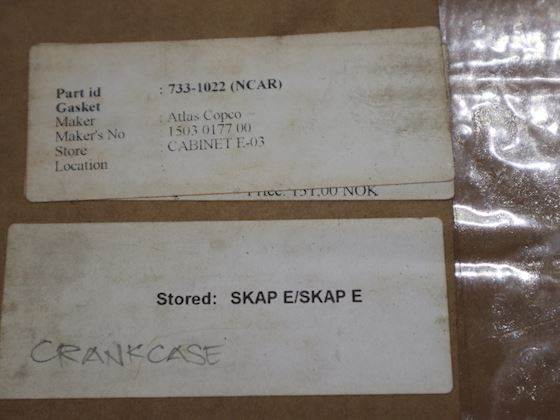 Part id : 733-1022 (NCAR)
Gasket
Maker : Atlas Copco
Maker's No : 1503 0177 00
Store : CABINET E-03
Location :
Price: 151,00 NOK
Stored: SKAP E/SKAP E
CRANKCASE